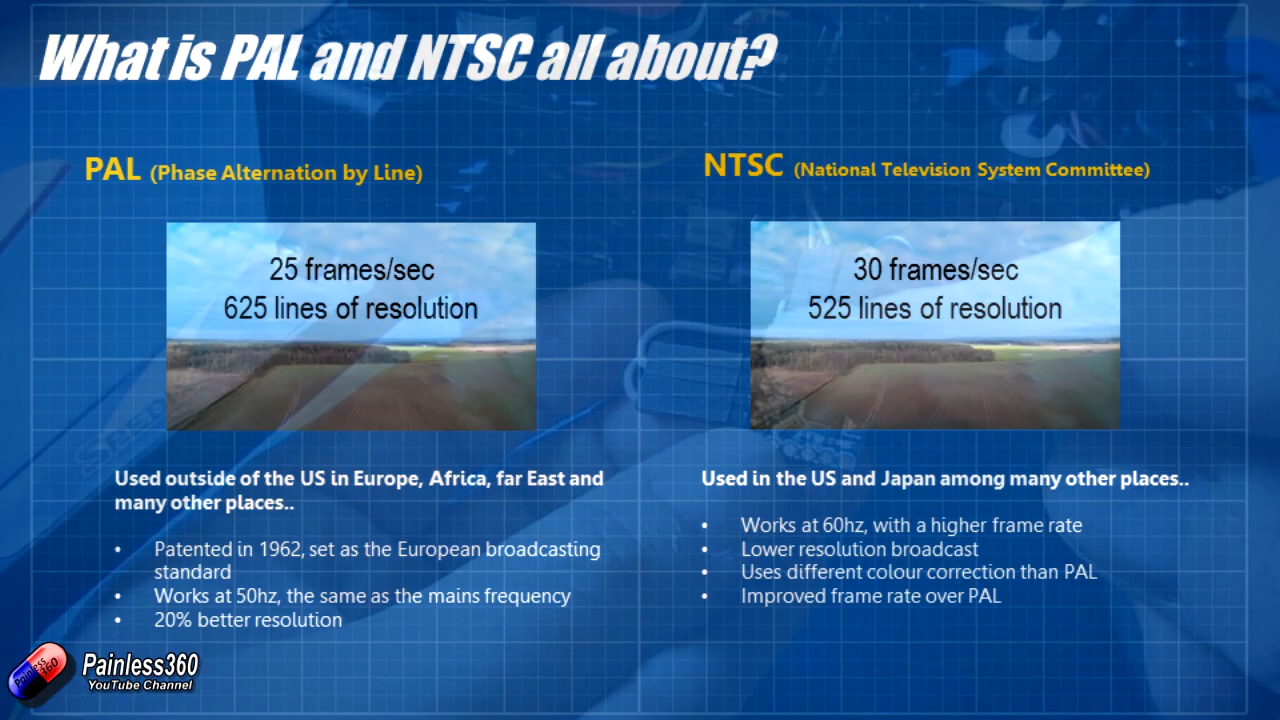 What is PAL and NTSC all about?
PAL (Phase Alternation by Line)
25 frames/sec
625 lines of resolution
Used outside of the US in Europe, Africa, far East and
many other places..
• Patented in 1962, set as the European broadcasting
standard
• Works at 50hz, the same as the mains frequency
• 20% better resolution
NTSC (National Television System Committee)
30 frames/sec
525 lines of resolution
Used in the US and Japan among many other places..
• Works at 60hz, with a higher frame rate
• Lower resolution broadcast
• Uses different colour correction than PAL
• Improved frame rate over PAL
Painless
360
Painless360
YouTube Channel